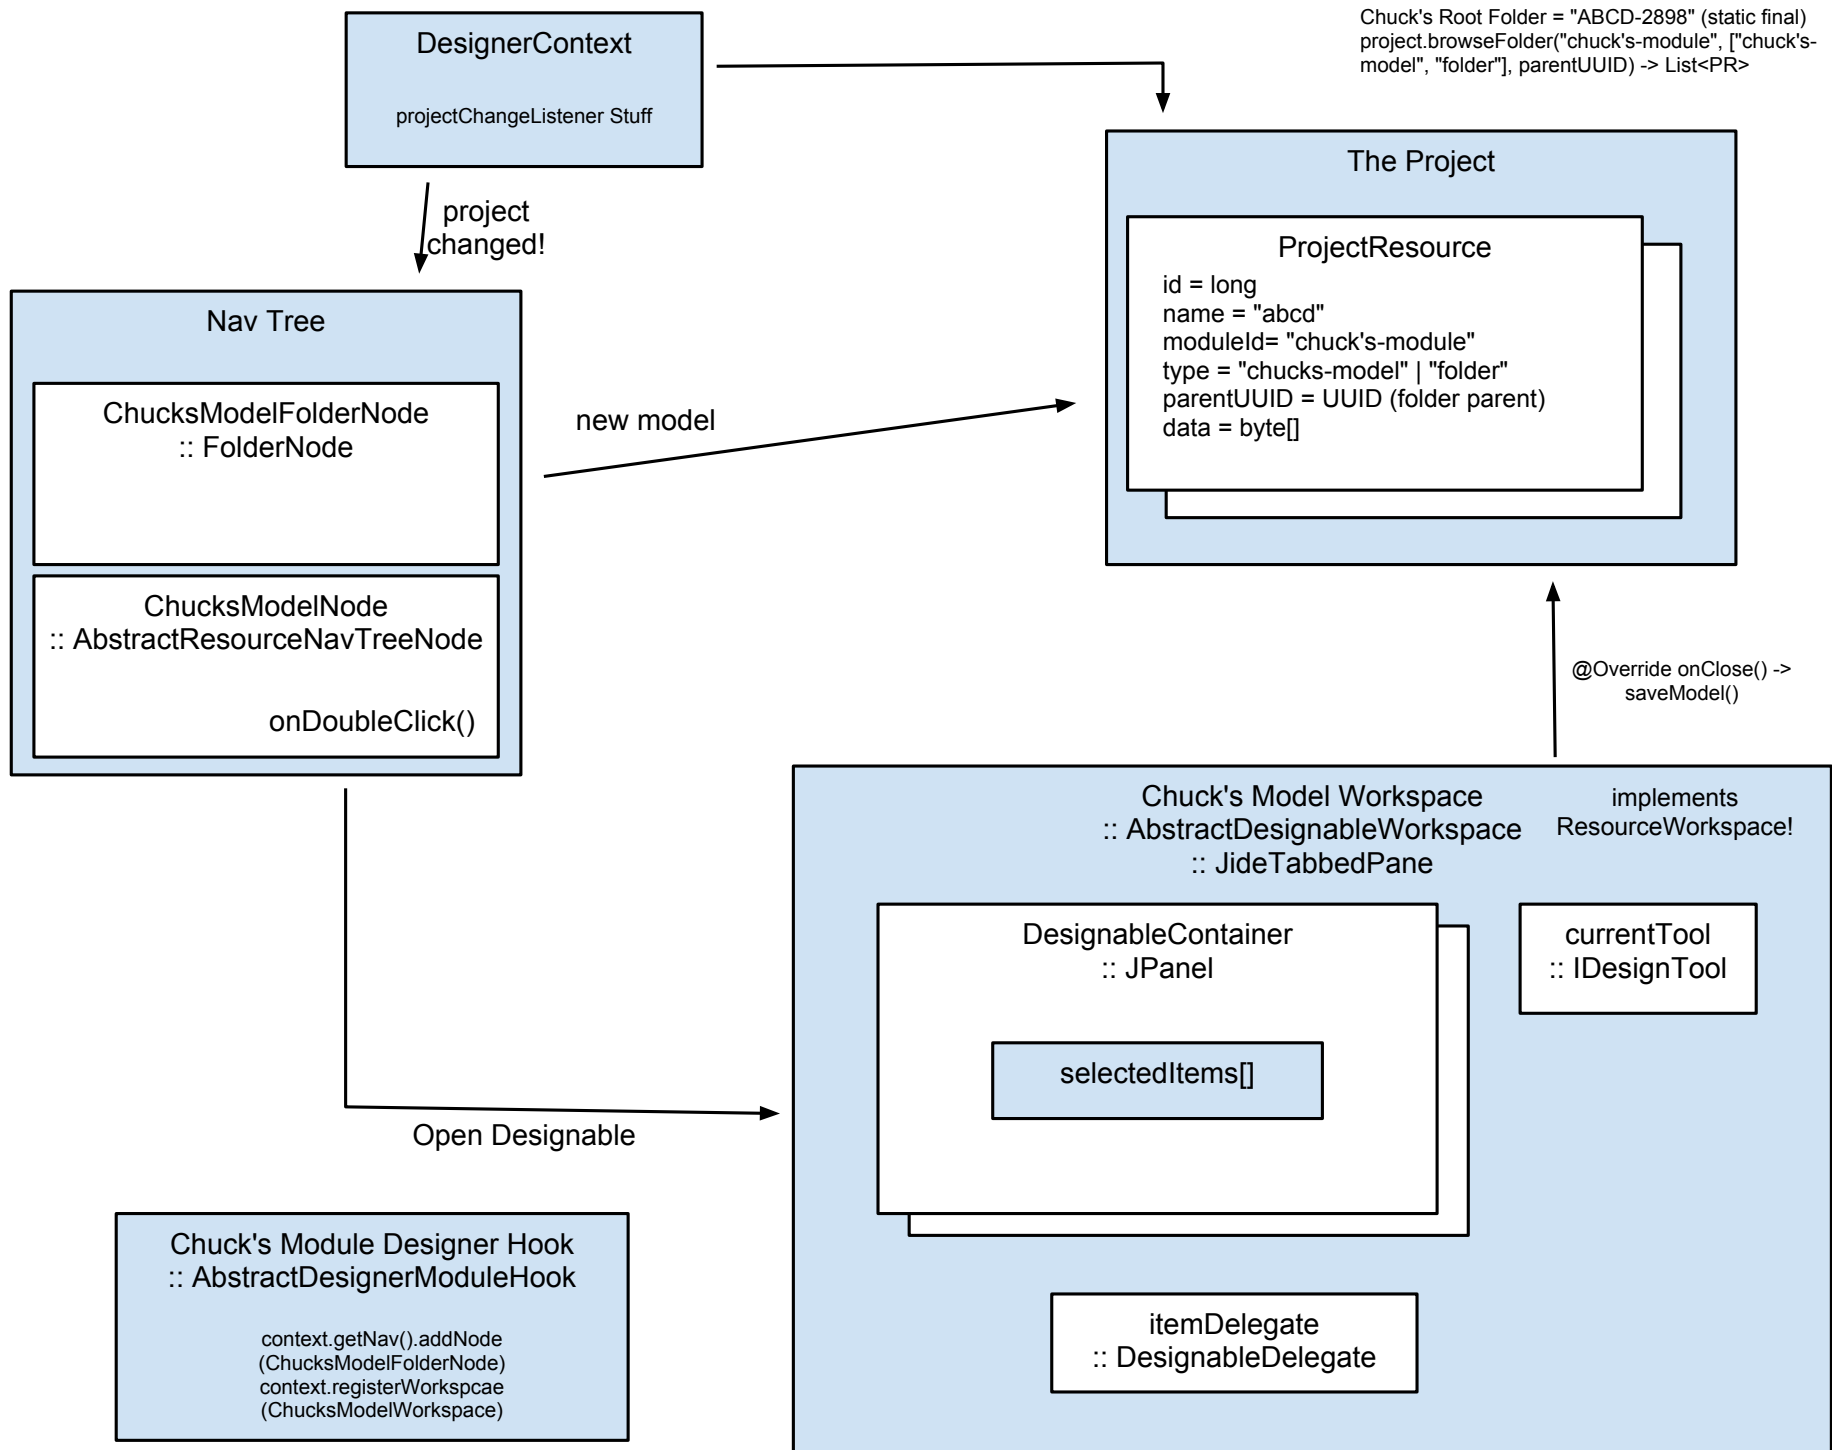 DesignerContext
projectChangeListener Stuff
Chuck's Root Folder = "ABCD-2898" (static final)
project.browseFolder("chuck's-module", ["chuck's-
model", "folder"], parentUUID) -> List<PR>
project
changed!
The Project
ProjectResource
id = long
name = "abcd"
moduleId= "chuck's-module"
type = "chucks-model" | "folder"
parentUUID = UUID (folder parent)
data = byte[]
Nav Tree
ChucksModelFolderNode
:: FolderNode
new model
ChucksModelNode
:: AbstractResourceNavTreeNode
onDoubleClick()
@Override onClose() ->
saveModel()
Chuck's Model Workspace
:: AbstractDesignableWorkspace
:: JideTabbedPane
implements
ResourceWorkspace!
DesignableContainer
:: JPanel
currentTool
:: IDesignTool
selectedItems[]
Open Designable
Chuck's Module Designer Hook
:: AbstractDesignerModuleHook
context.getNav().addNode
(ChucksModelFolderNode)
context.registerWorkspcae
(ChucksModelWorkspace)
itemDelegate
:: DesignableDelegate